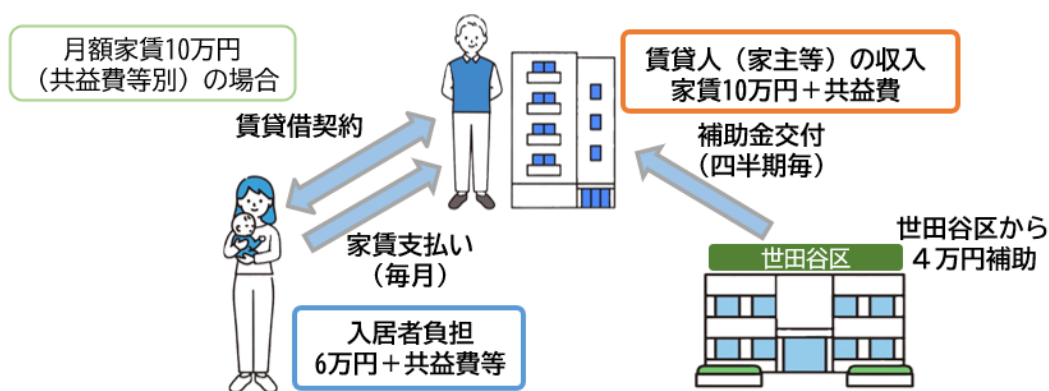 月額家賃10万円
（共益費等別）の場合
賃貸人（家主等）の収入
家賃10万円＋共益費
賃貸借契約
補助金交付
(四半期毎)
家賃支払い
（毎月）
世田谷区から
４万円補助
世田谷区
入居者負担
6万円＋共益費等